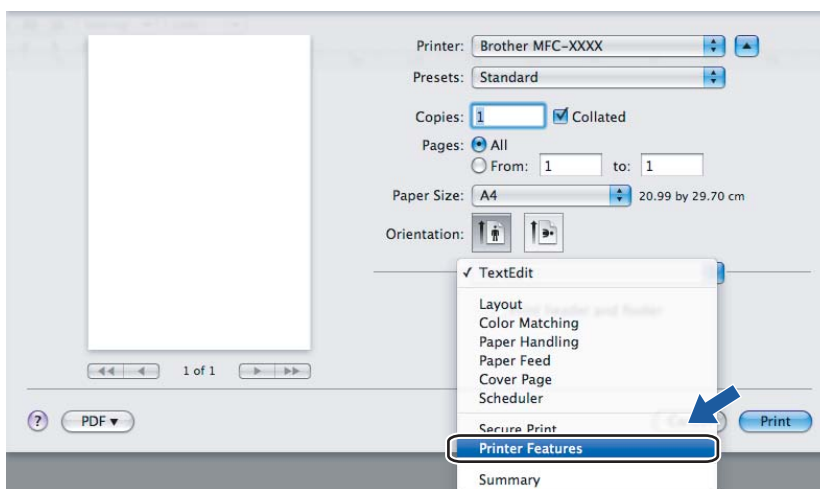 Printer: Brother MFC-XXXX
Presets: Standard
Copies: 1 Collated
Pages: All
From: 1 to: 1
Paper Size: A4 20.99 by 29.70 cm
Orientation:
✓ TextEdit
Layout
Color Matching
Paper Handling
Paper Feed
Cover Page
Scheduler
Secure Print
Printer Features
Summary
1 of 1
? PDF ▼
Print